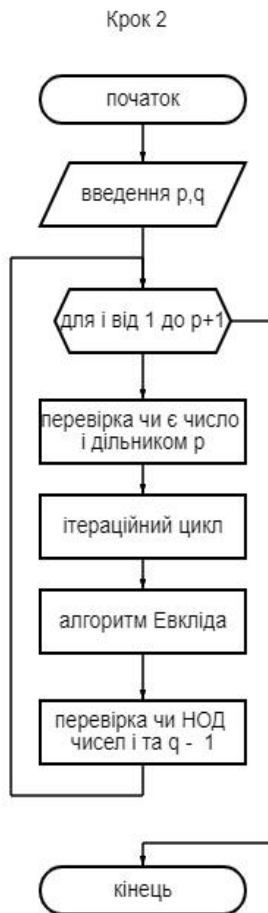 Крок 2
початок
введення p,q
для і від 1 до p+1
перевірка чи є число
і дільником p
ітераційний цикл
алгоритм Евкліда
перевірка чи НОД
чисел і та q - 1
кінець